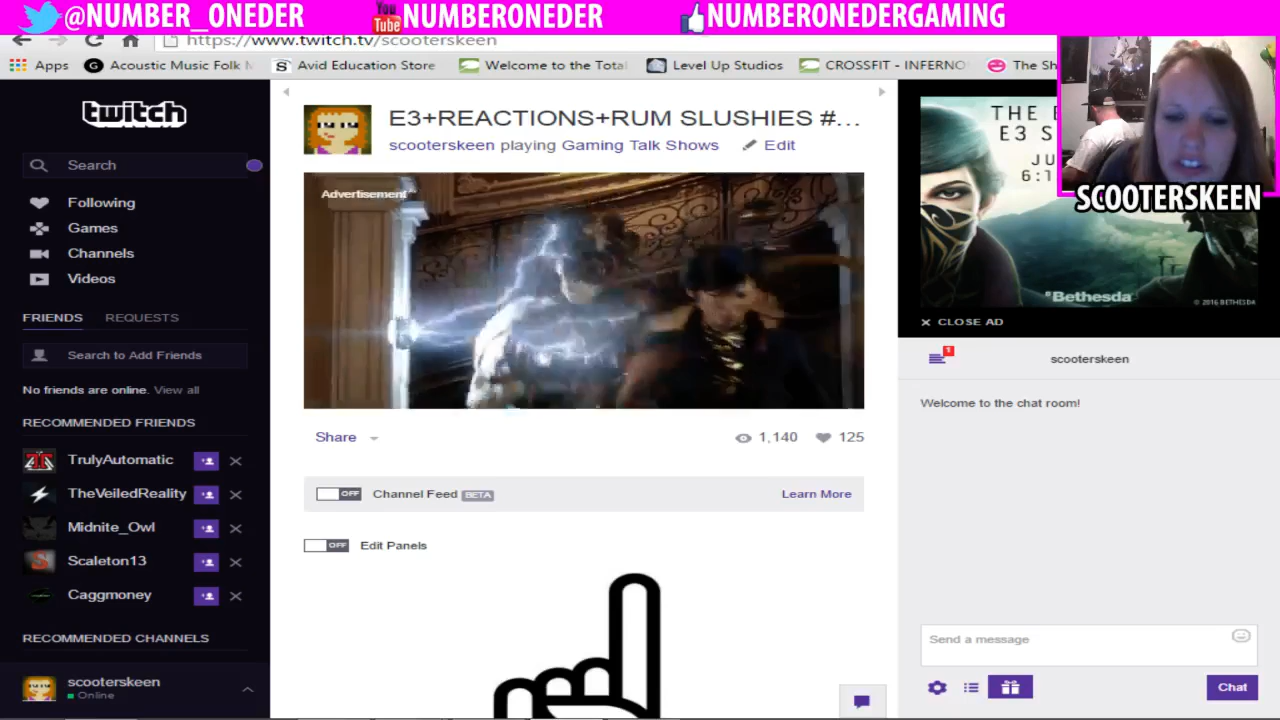 @NUMBER_ONEDER
You Tube NUMBERONEDER
NUMBERONEDERGAMING
https://www.twitch.tv/scooterskeen
Apps
Acoustic Music Folk M
Avid Education Store
Welcome to the Total
Level Up Studios
CROSSFIT - INFERNO
The Sh
twitch
Search
Following
Games
Channels
Videos
FRIENDS REQUESTS
Search to Add Friends
No friends are online. View all
RECOMMENDED FRIENDS
TrulyAutomatic
TheVeiledReality
Midnite_Owl
Scaleton13
Caggmoney
RECOMMENDED CHANNELS
scooterskeen
Online
E3+REACTIONS+RUM SLUSHIES #...
scooterskeen playing Gaming Talk Shows Edit
Advertisement
Share
1,140 125
OFF Channel Feed BETA Learn More
OFF Edit Panels
THE B
E3 S
JU
6:1
SCOOTERSKEEN
Bethesda
© 2016 BETHESDA
CLOSE AD
1
scooterskeen
Welcome to the chat room!
Send a message
Chat